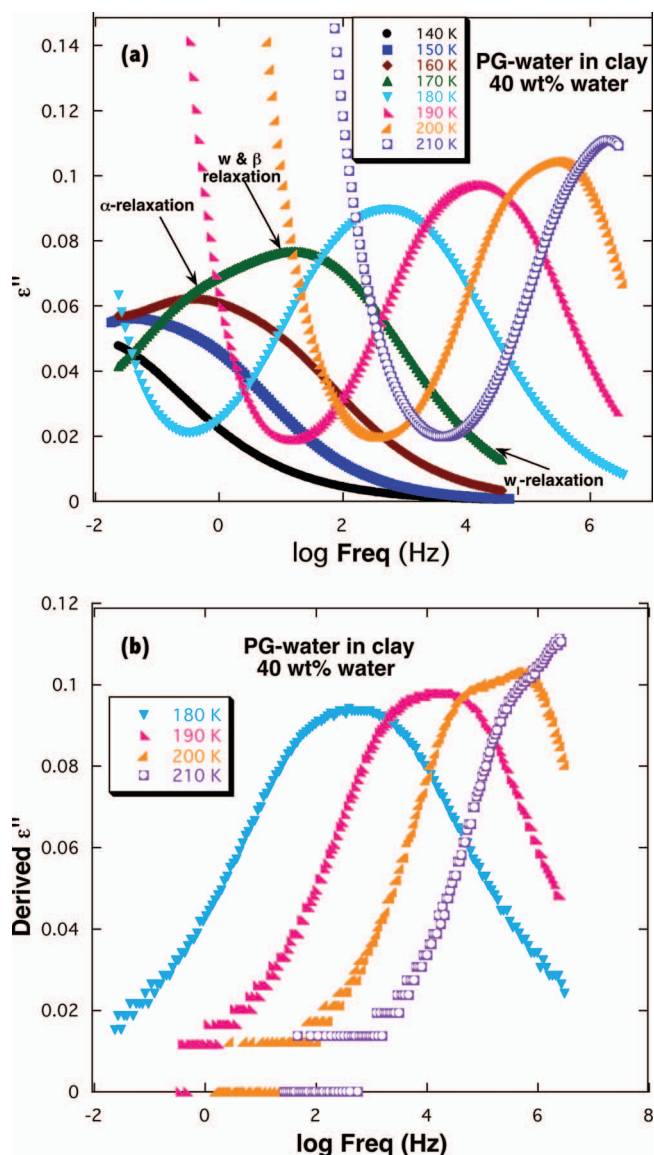 0.14
(a)
140 K
150 K
160 K
170 K
180 K
190 K
200 K
210 K
PG-water in clay
40 wt% water
0.12
0.1
w & β
relaxation
α-relaxation
0.08
ε"
0.06
0.04
0.02
w-relaxation
0
-2
0
2
4
6
log Freq (Hz)
0.12
(b)
PG-water in clay
40 wt% water
0.1
180 K
190 K
200 K
210 K
0.08
Derived ε"
0.06
0.04
0.02
0
-2
0
2
4
6
8
log Freq (Hz)